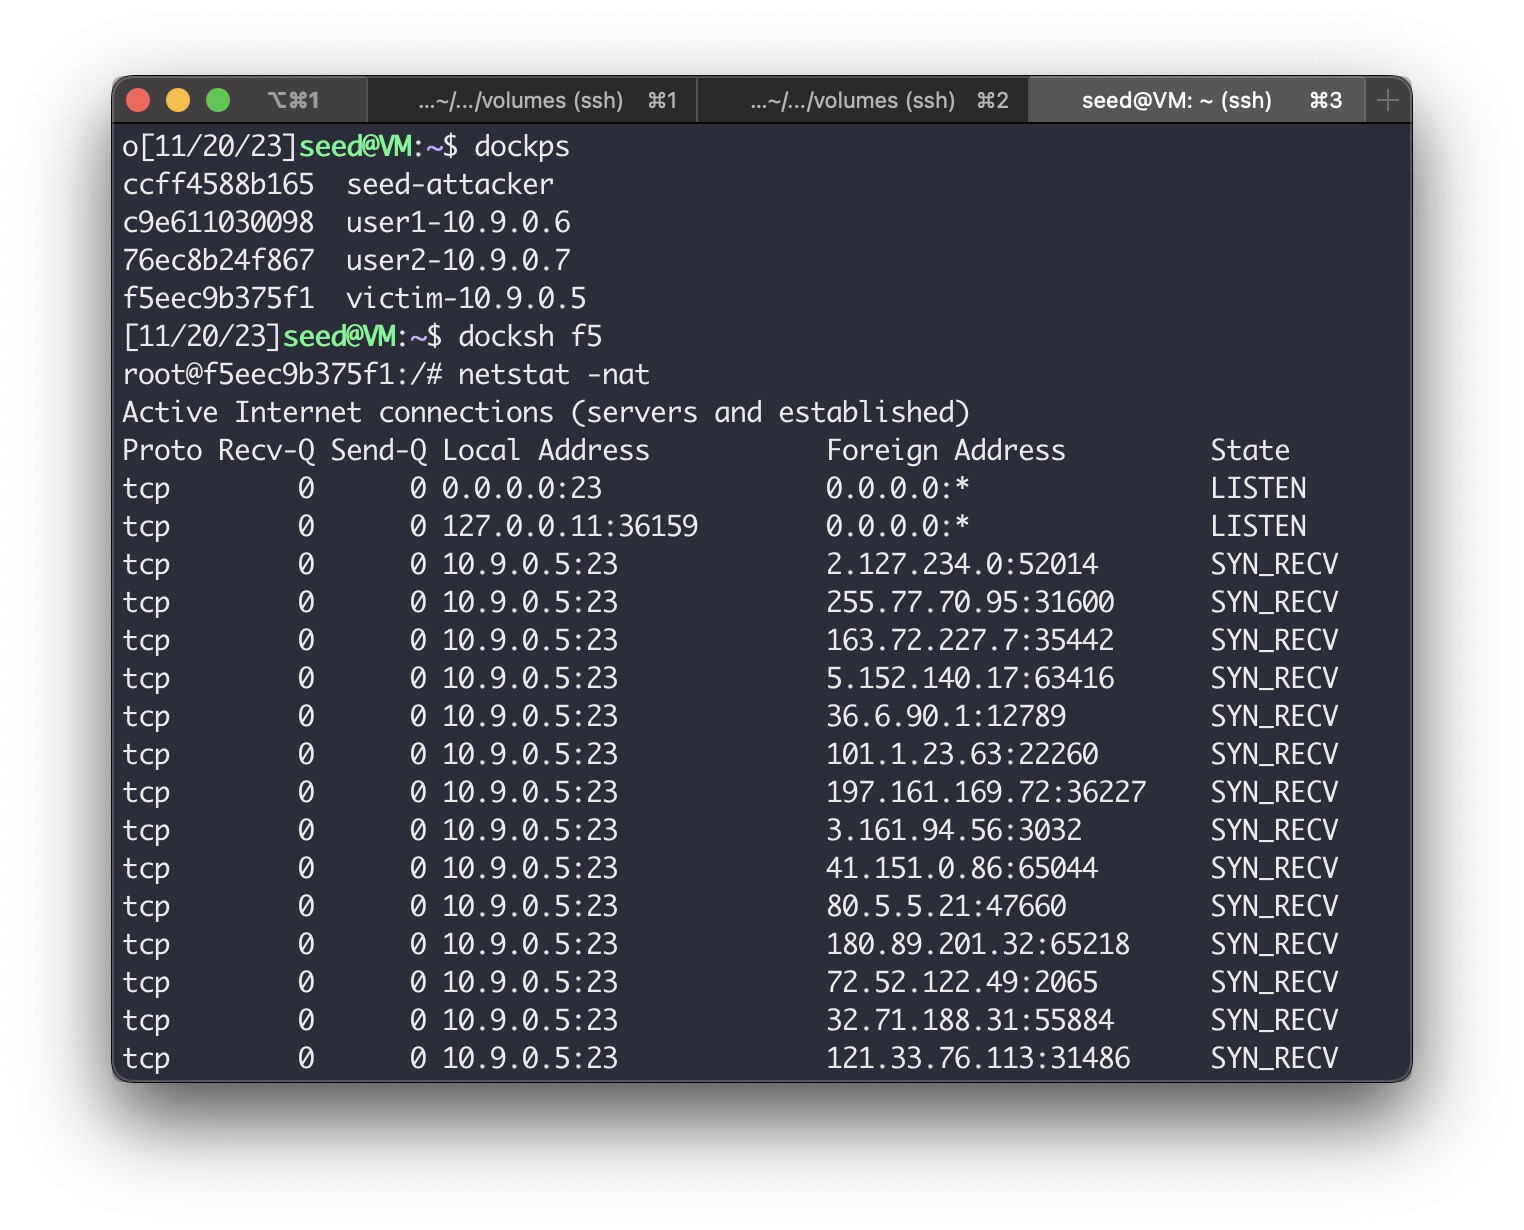 ⌥⌘1 ...~/.../volumes (ssh) ⌘1 ...~/.../volumes (ssh) ⌘2 seed@VM: ~ (ssh) ⌘3
o[11/20/23]seed@VM:~$ dockps
ccff4588b165  seed-attacker
c9e611030098  user1-10.9.0.6
76ec8b24f867  user2-10.9.0.7
f5eec9b375f1  victim-10.9.0.5
[11/20/23]seed@VM:~$ docksh f5
root@f5eec9b375f1:/# netstat -nat
Active Internet connections (servers and established)
Proto Recv-Q Send-Q Local Address           Foreign Address         State
tcp        0      0 0.0.0.0:23              0.0.0.0:*               LISTEN
tcp        0      0 127.0.0.11:36159        0.0.0.0:*               LISTEN
tcp        0      0 10.9.0.5:23             2.127.234.0:52014       SYN_RECV
tcp        0      0 10.9.0.5:23             255.77.70.95:31600      SYN_RECV
tcp        0      0 10.9.0.5:23             163.72.227.7:35442      SYN_RECV
tcp        0      0 10.9.0.5:23             5.152.140.17:63416      SYN_RECV
tcp        0      0 10.9.0.5:23             36.6.90.1:12789         SYN_RECV
tcp        0      0 10.9.0.5:23             101.1.23.63:22260       SYN_RECV
tcp        0      0 10.9.0.5:23             197.161.169.72:36227    SYN_RECV
tcp        0      0 10.9.0.5:23             3.161.94.56:3032        SYN_RECV
tcp        0      0 10.9.0.5:23             41.151.0.86:65044       SYN_RECV
tcp        0      0 10.9.0.5:23             80.5.5.21:47660         SYN_RECV
tcp        0      0 10.9.0.5:23             180.89.201.32:65218     SYN_RECV
tcp        0      0 10.9.0.5:23             72.52.122.49:2065       SYN_RECV
tcp        0      0 10.9.0.5:23             32.71.188.31:55884      SYN_RECV
tcp        0      0 10.9.0.5:23             121.33.76.113:31486     SYN_RECV